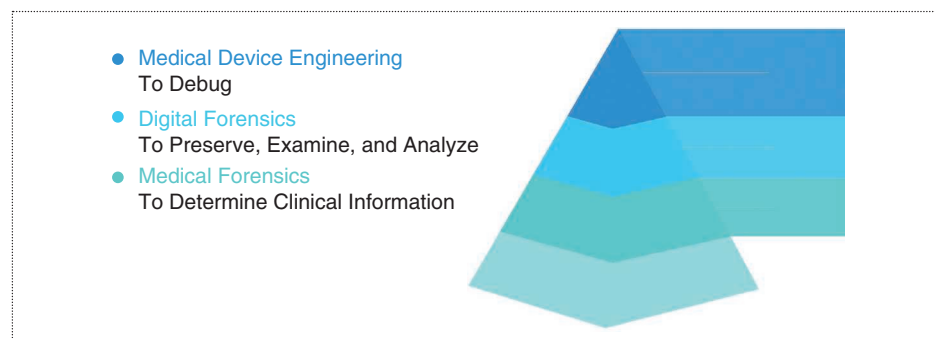 Medical Device Engineering
To Debug
Digital Forensics
To Preserve, Examine, and Analyze
Medical Forensics
To Determine Clinical Information